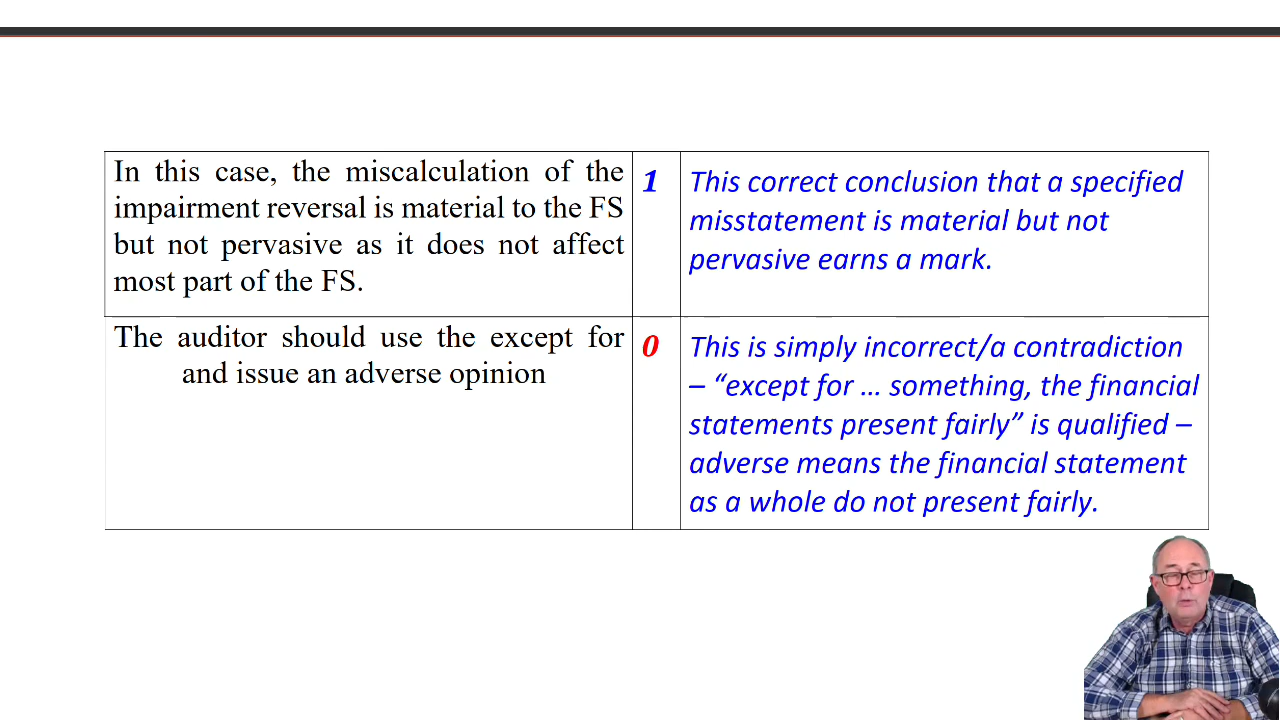 In this case, the miscalculation of the
impairment reversal is material to the FS
but not pervasive as it does not affect
most part of the FS.
1
This correct conclusion that a specified
misstatement is material but not
pervasive earns a mark.
The auditor should use the except for
and issue an adverse opinion
0
This is simply incorrect/a contradiction
– “except for … something, the financial
statements present fairly” is qualified –
adverse means the financial statement
as a whole do not present fairly.